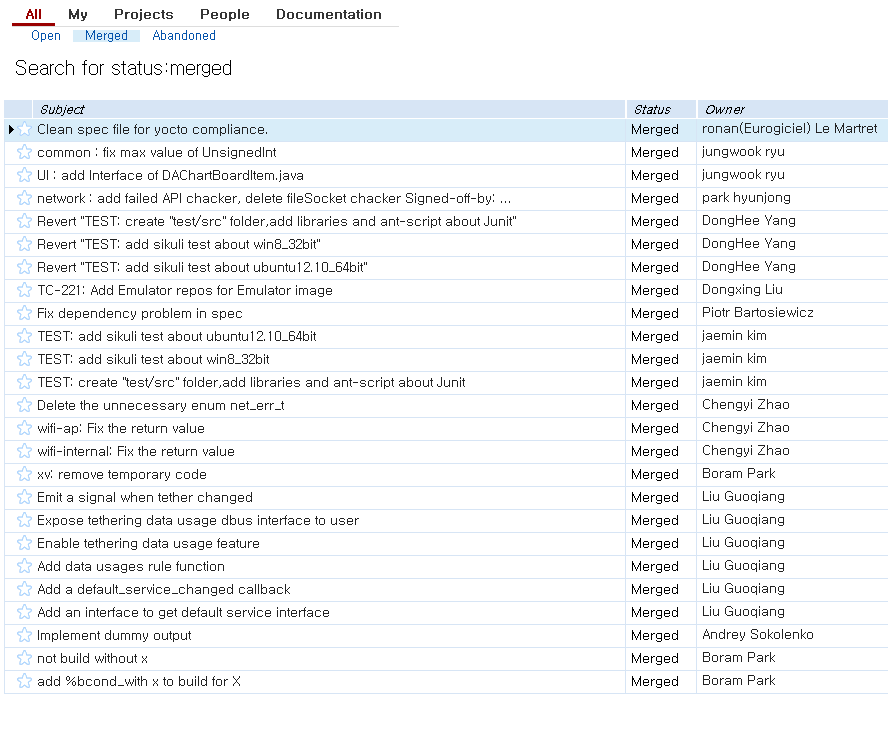 All My Projects People Documentation
Open Merged Abandoned
Search for status:merged
Subject Status Owner
Clean spec file for yocto compliance. Merged ronan(Eurogiciel) Le Martret
common : fix max value of UnsignedInt Merged jungwook ryu
UI : add Interface of DAChartBoardItem.java Merged jungwook ryu
network : add failed API chacker, delete fileSocket chacker Signed-off-by: ... Merged park hyunjong
Revert "TEST: create "test/src" folder,add libraries and ant-script about Junit" Merged DongHee Yang
Revert "TEST: add sikuli test about win8_32bit" Merged DongHee Yang
Revert "TEST: add sikuli test about ubuntu12.10_64bit" Merged DongHee Yang
TC-221: Add Emulator repos for Emulator image Merged Dongxing Liu
Fix dependency problem in spec Merged Piotr Bartosiewicz
TEST: add sikuli test about ubuntu12.10_64bit Merged jaemin kim
TEST: add sikuli test about win8_32bit Merged jaemin kim
TEST: create "test/src" folder,add libraries and ant-script about Junit Merged jaemin kim
Delete the unnecessary enum net_err_t Merged Chengyi Zhao
wifi-ap: Fix the return value Merged Chengyi Zhao
wifi-internal: Fix the return value Merged Chengyi Zhao
xv: remove temporary code Merged Boram Park
Emit a signal when tether changed Merged Liu Guoqiang
Expose tethering data usage dbus interface to user Merged Liu Guoqiang
Enable tethering data usage feature Merged Liu Guoqiang
Add data usages rule function Merged Liu Guoqiang
Add a default_service_changed callback Merged Liu Guoqiang
Add an interface to get default service interface Merged Liu Guoqiang
Implement dummy output Merged Andrey Sokolenko
not build without x Merged Boram Park
add %bcond_with x to build for X Merged Boram Park